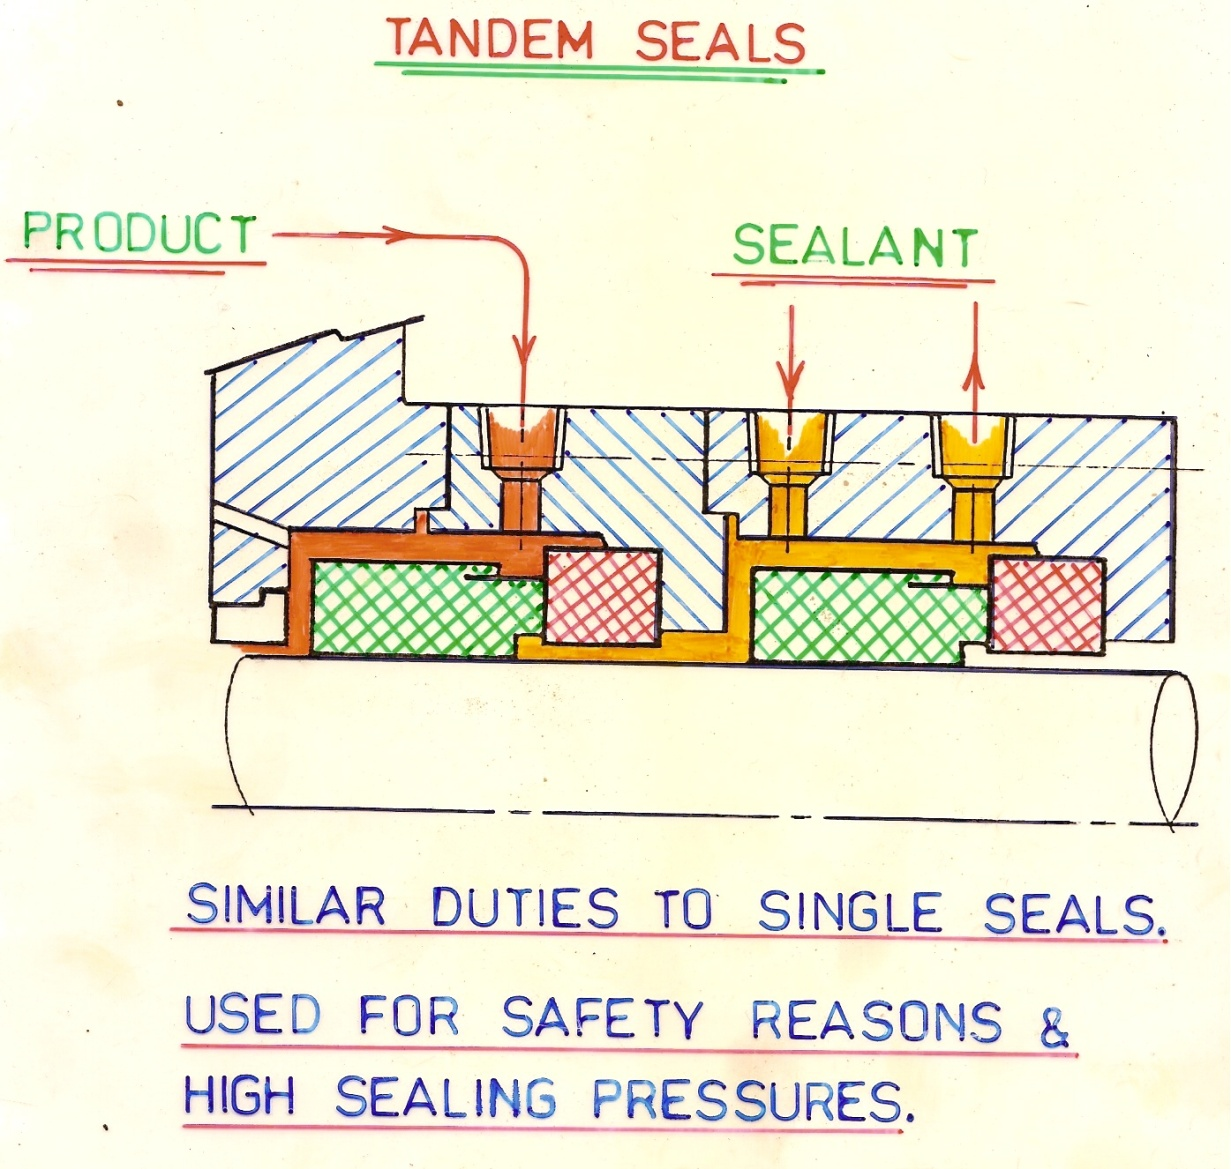 TANDEM SEALS
PRODUCT
SEALANT
SIMILAR DUTIES TO SINGLE SEALS.
USED FOR SAFETY REASONS &
HIGH SEALING PRESSURES.